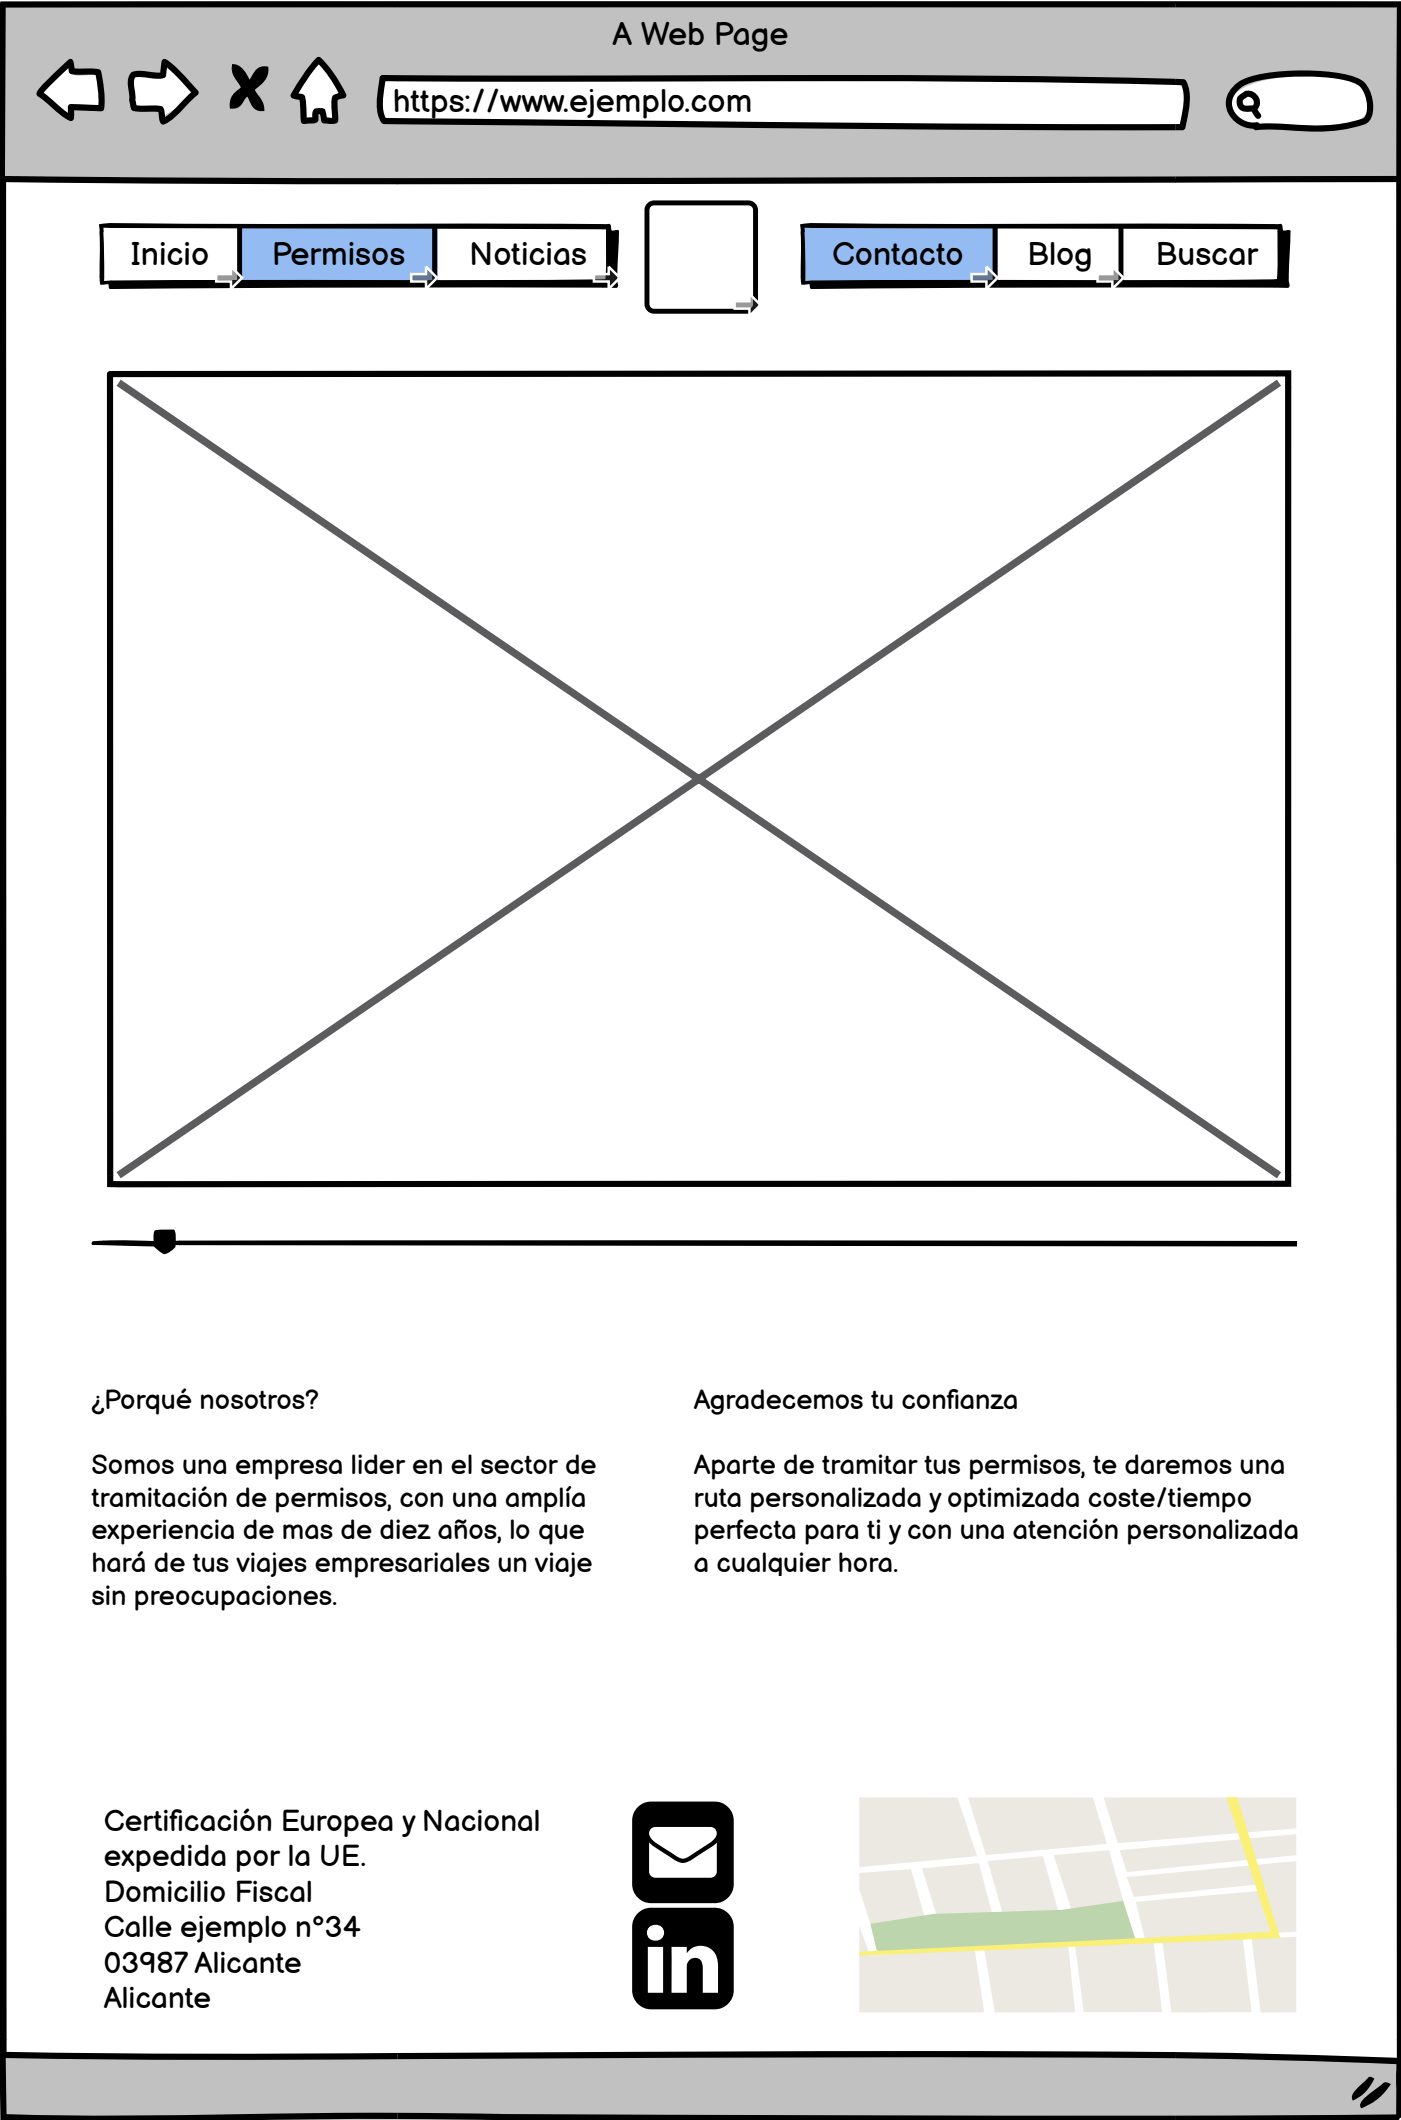 A Web Page
https://www.ejemplo.com
Inicio
Permisos
Noticias
Contacto
Blog
Buscar
¿Porqué nosotros?
Somos una empresa lider en el sector de
tramitación de permisos, con una amplía
experiencia de mas de diez años, lo que
hará de tus viajes empresariales un viaje
sin preocupaciones.
Agradecemos tu confianza
Aparte de tramitar tus permisos, te daremos una
ruta personalizada y optimizada coste/tiempo
perfecta para ti y con una atención personalizada
a cualquier hora.
Certificación Europea y Nacional
expedida por la UE.
Domicilio Fiscal
Calle ejemplo nº34
03987 Alicante
Alicante
in